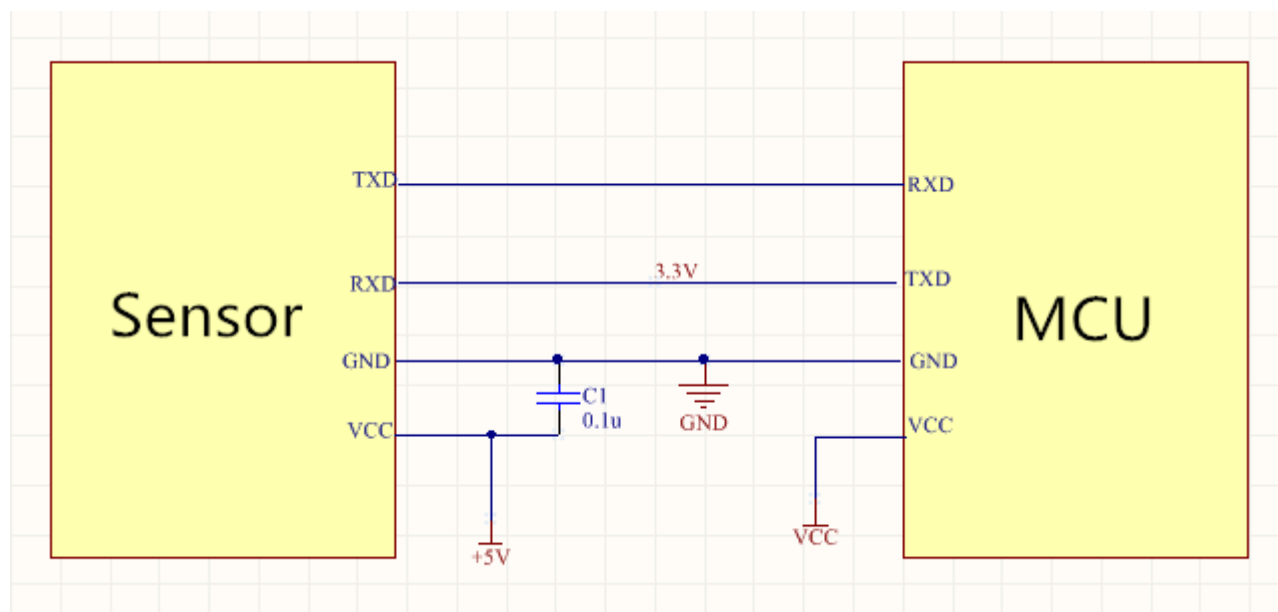 TXD
RXD
3.3V
RXD
TXD
Sensor
MCU
GND
GND
C1
0.1u
GND
VCC
VCC
VCC
+5V